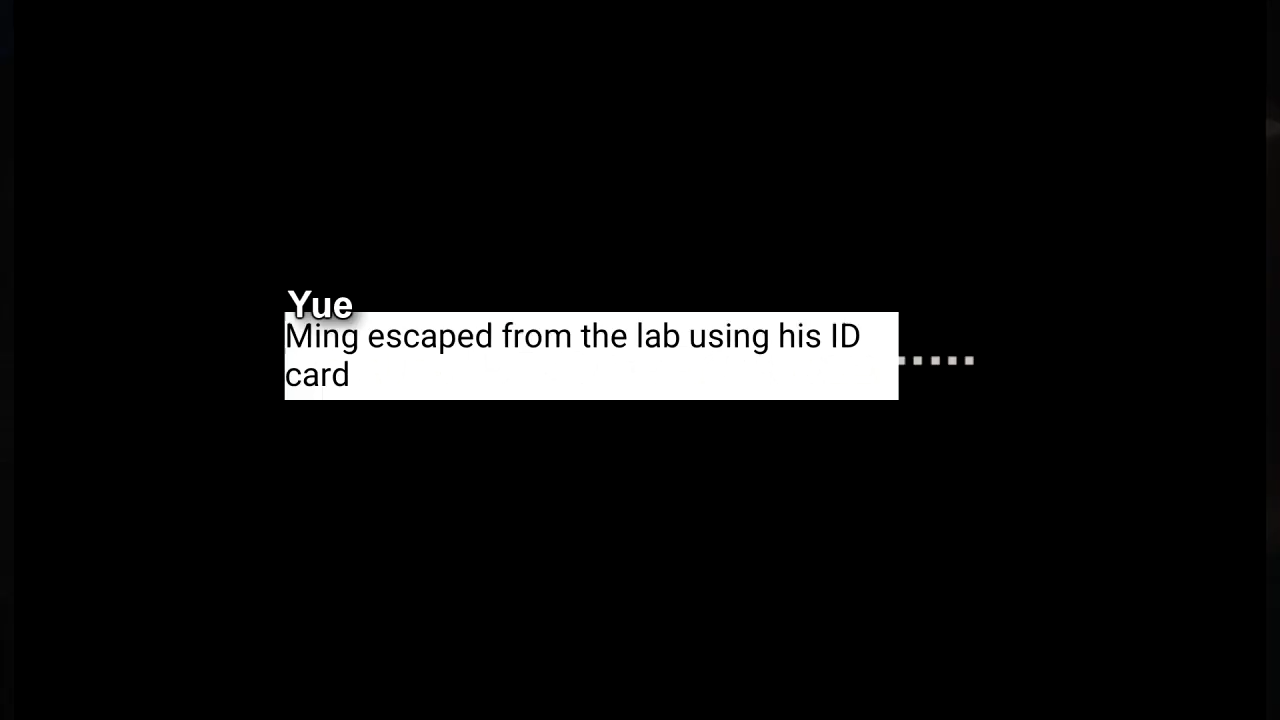 Yue
Ming escaped from the lab using his ID
card
.....